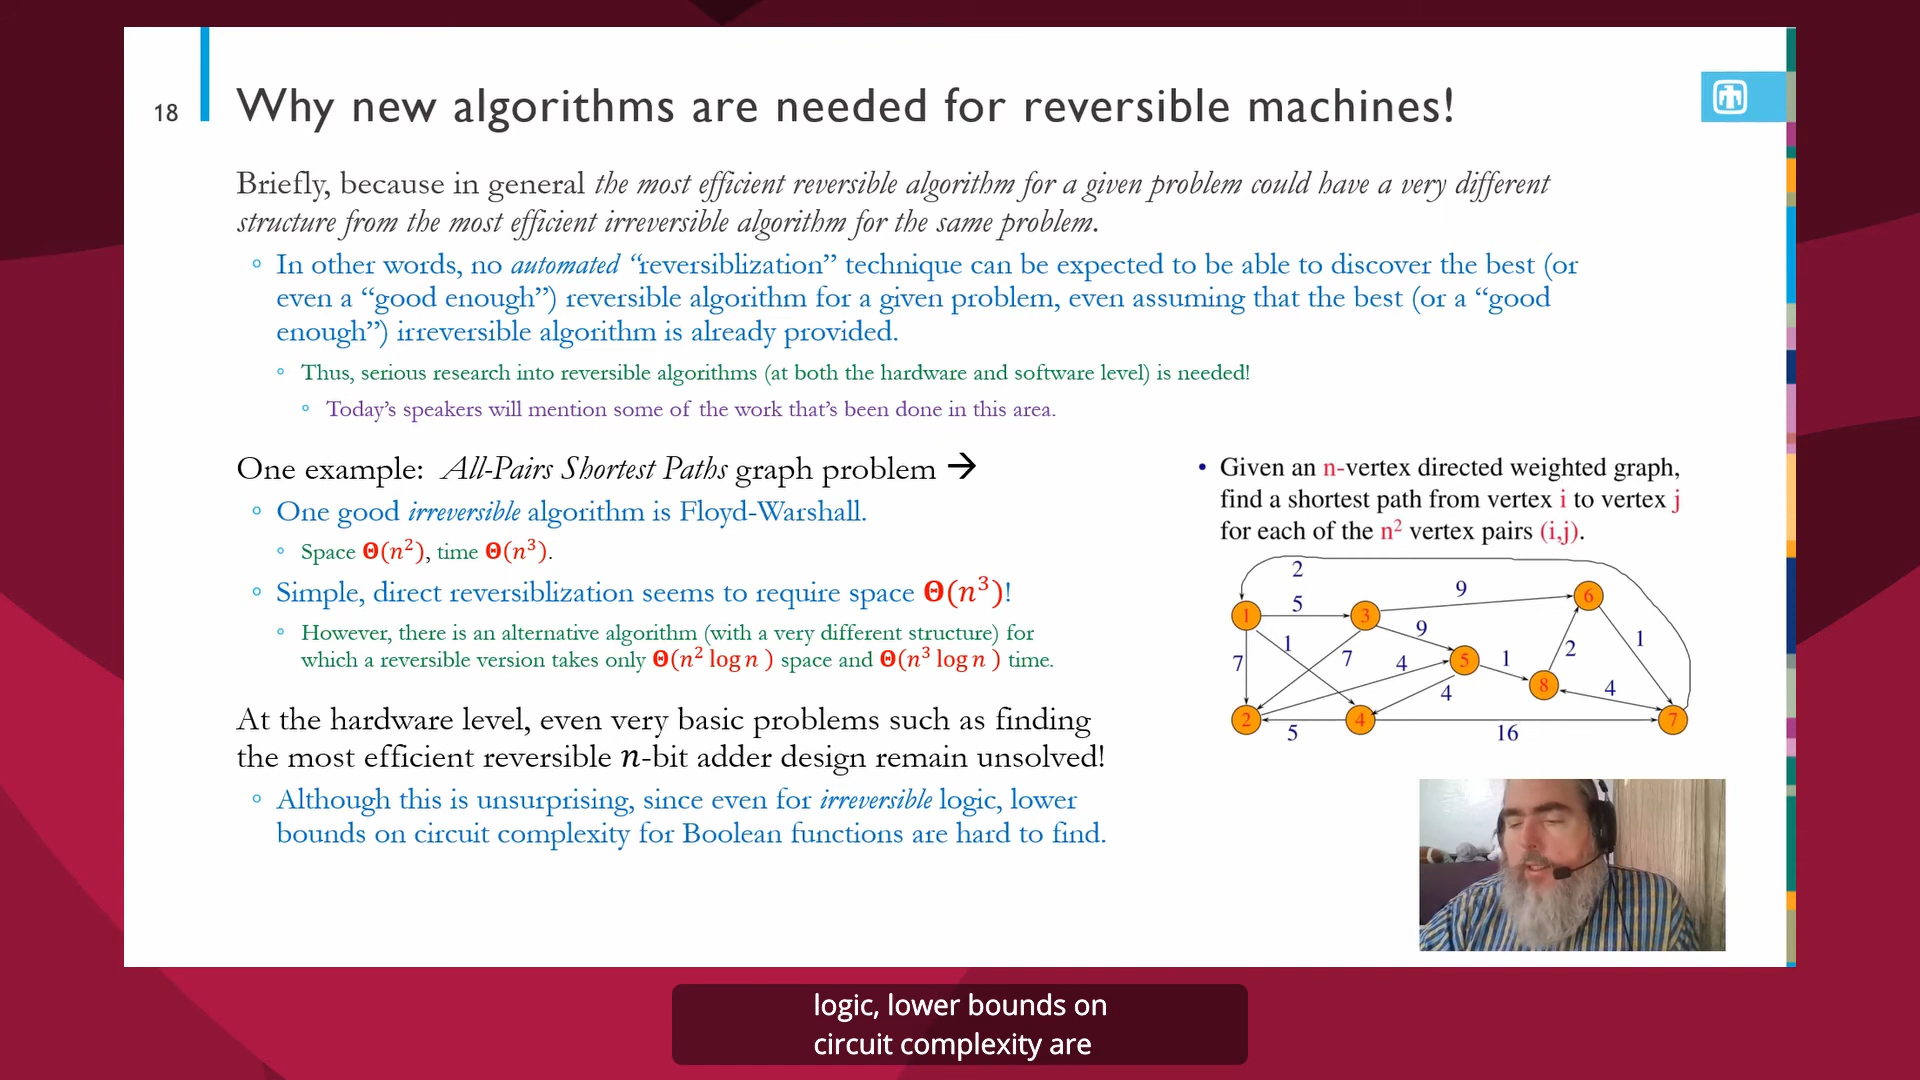 18
Why new algorithms are needed for reversible machines!
Briefly, because in general the most efficient reversible algorithm for a given problem could have a very different
structure from the most efficient irreversible algorithm for the same problem.
◦ In other words, no automated “reversiblization” technique can be expected to be able to discover the best (or
even a “good enough”) reversible algorithm for a given problem, even assuming that the best (or a “good
enough”) irreversible algorithm is already provided.
◦ Thus, serious research into reversible algorithms (at both the hardware and software level) is needed!
◦ Today’s speakers will mention some of the work that’s been done in this area.
One example: All-Pairs Shortest Paths graph problem →
◦ One good irreversible algorithm is Floyd-Warshall.
◦ Space Θ(n²), time Θ(n³).
◦ Simple, direct reversiblization seems to require space Θ(n³)!
◦ However, there is an alternative algorithm (with a very different structure) for
which a reversible version takes only Θ(n² log n ) space and Θ(n³ log n ) time.
At the hardware level, even very basic problems such as finding
the most efficient reversible n-bit adder design remain unsolved!
◦ Although this is unsurprising, since even for irreversible logic, lower
bounds on circuit complexity for Boolean functions are hard to find.
• Given an n-vertex directed weighted graph,
find a shortest path from vertex i to vertex j
for each of the n² vertex pairs (i,j).
2
9
6
5
1
3
9
1
1
2
7
7
4
5
1
8
4
4
2
4
7
5
16
logic, lower bounds on
circuit complexity are